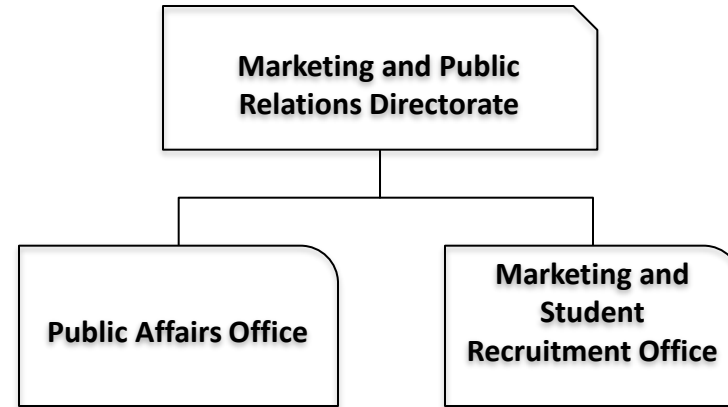 Marketing and Public
Relations Directorate
Public Affairs Office
Marketing and
Student
Recruitment Office